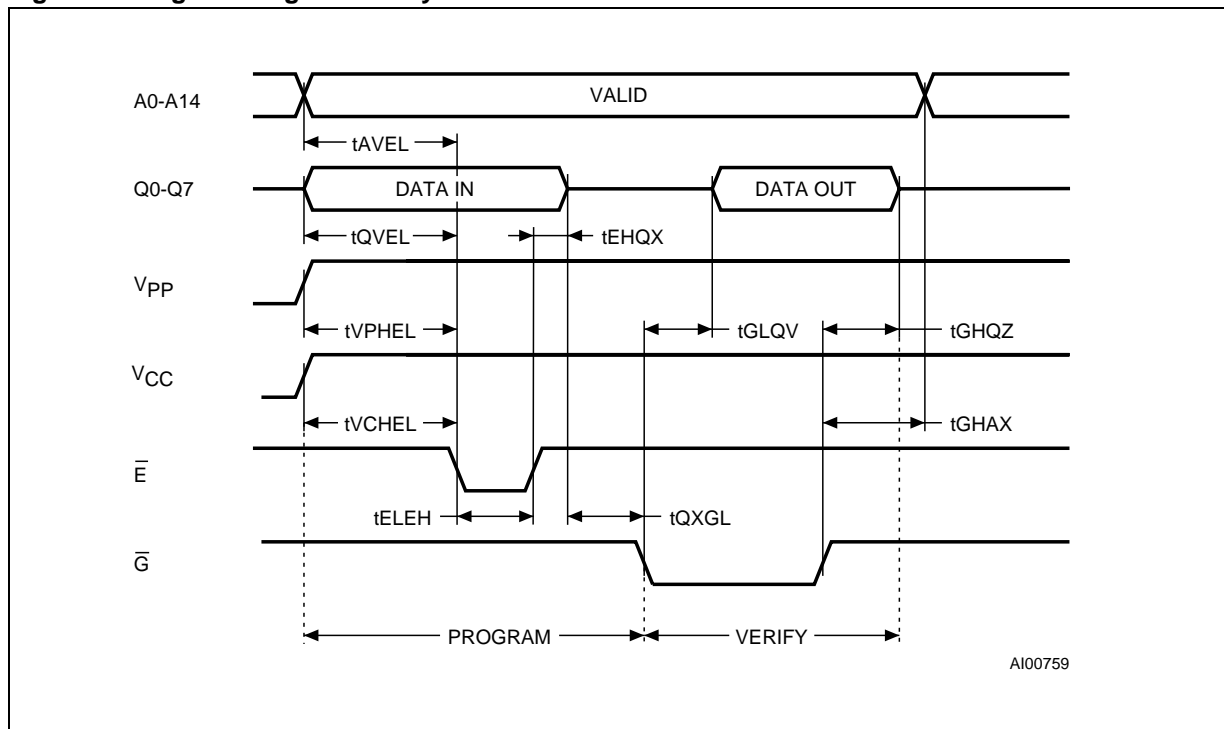 A0-A14
VALID
tAVEL
Q0-Q7
DATA IN
DATA OUT
tQVEL
tEHQX
VPP
tVPHEL
tGLQV
tGHQZ
VCC
tVCHEL
tGHAX
E̅
tELEH
tQXGL
G̅
PROGRAM
VERIFY
AI00759